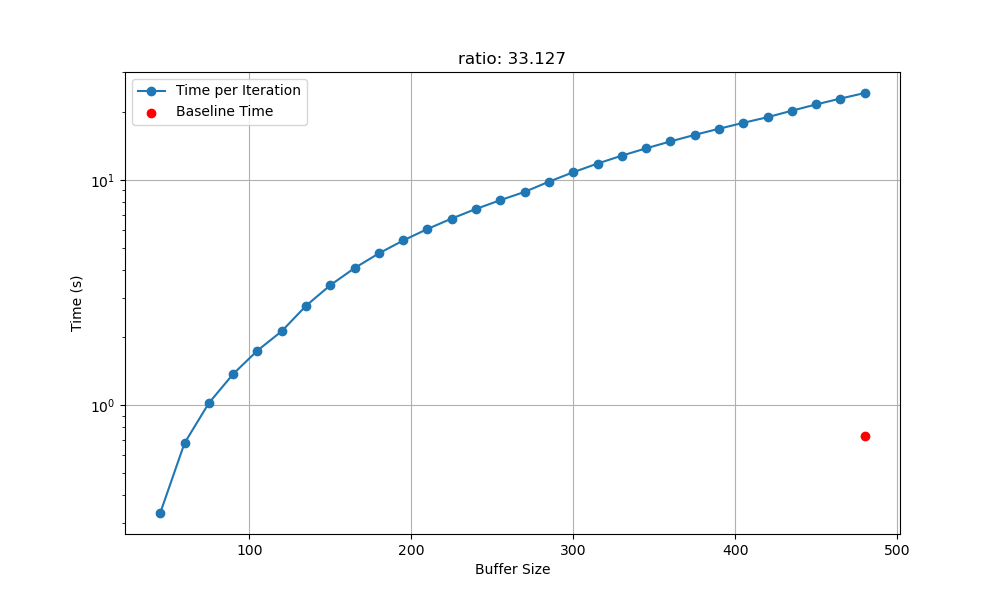 ratio: 33.127
Time per Iteration
Baseline Time
Time (s)
10¹
10⁰
100 200 300 400 500
Buffer Size